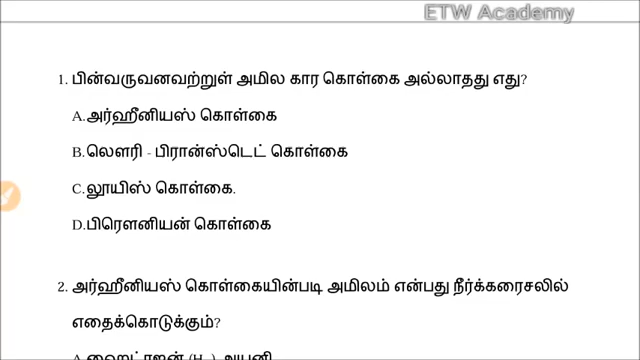 ETW Academy
1. பின்வருவனவற்றுள் அமில கார கொள்கை அல்லாதது எது?
A.அர்ஹீனியஸ் கொள்கை
B.லௌரி - பிரான்ஸ்டெட் கொள்கை
C.லூயிஸ் கொள்கை.
D.பிரௌனியன் கொள்கை
2. அர்ஹீனியஸ் கொள்கையின்படி அமிலம் என்பது நீர்க்கரைசலில்
எதைக்கொடுக்கும்?
A.ஹைட்ரஜன்